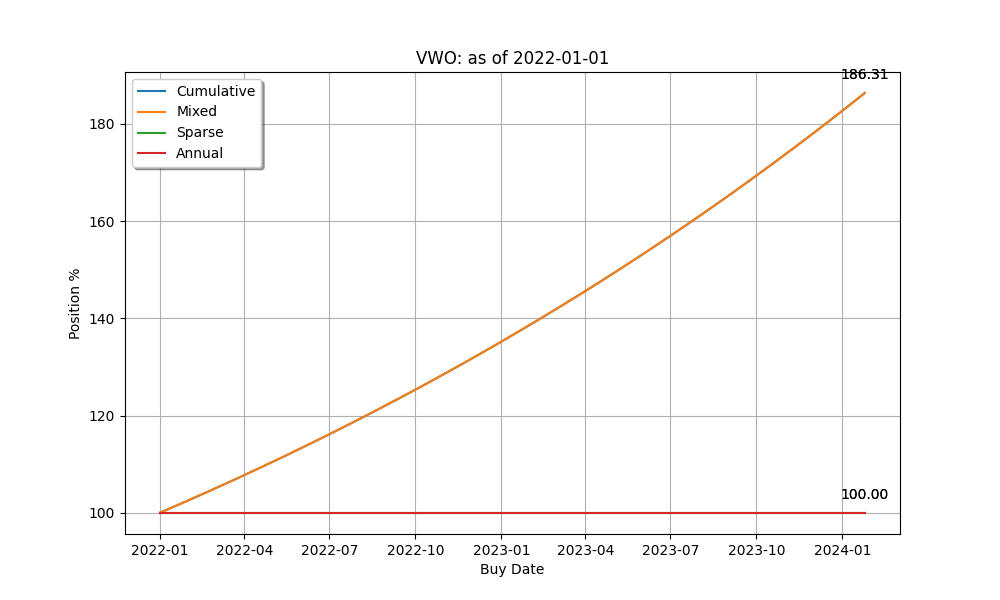 VWO: as of 2022-01-01
186.31
Cumulative
Mixed
Sparse
Annual
180
160
140
120
100
100.00
Position %
2022-01 2022-04 2022-07 2022-10 2023-01 2023-04 2023-07 2023-10 2024-01
Buy Date